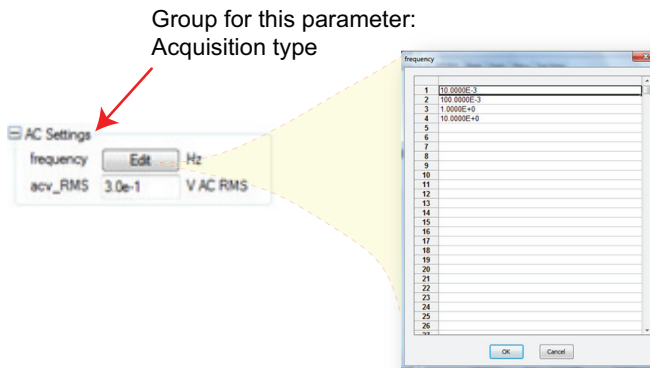 Group for this parameter:
Acquisition type
AC Settings
frequency Edit Hz
acv_RMS 3.0e-1 V AC RMS
frequency
1 10.0000E-3
2 100.0000E-3
3 1.0000E+0
4 10.0000E+0
5
6
7
8
9
10
11
12
13
14
15
16
17
18
19
20
21
22
23
24
25
26
OK Cancel